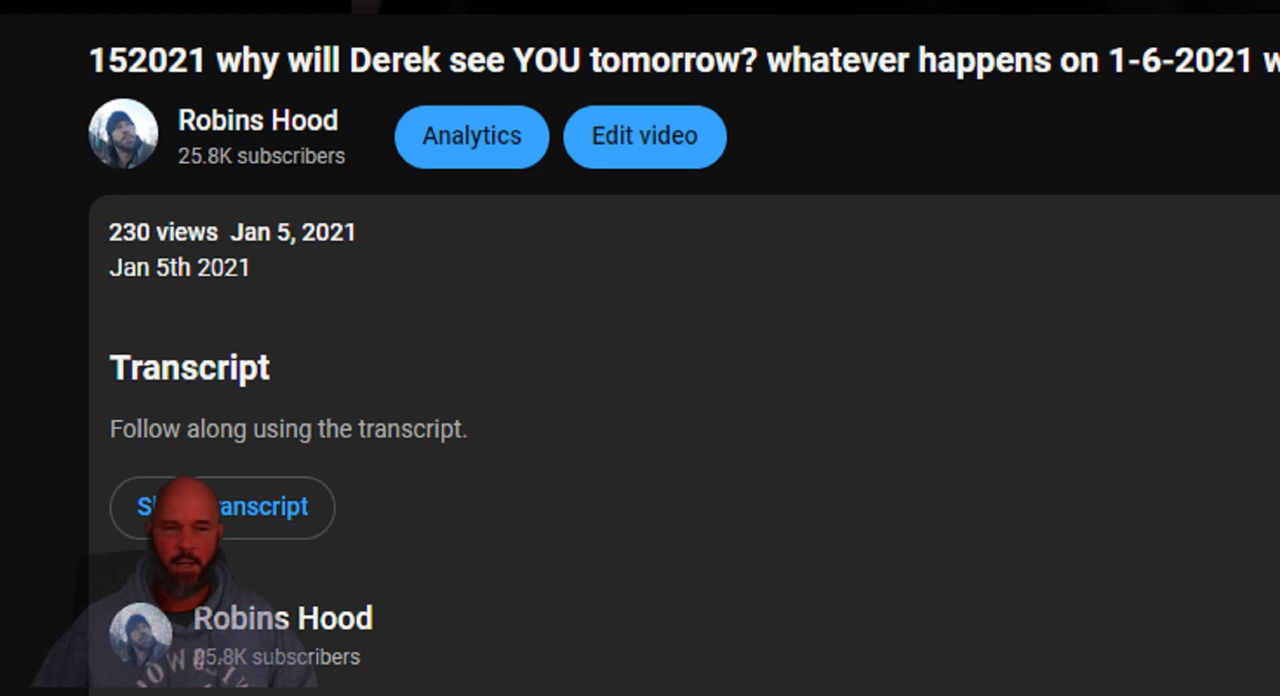 152021 why will Derek see YOU tomorrow? whatever happens on 1-6-2021 w
Robins Hood
25.8K subscribers
Analytics
Edit video
230 views Jan 5, 2021
Jan 5th 2021
Transcript
Follow along using the transcript.
S anscript
Robins Hood
25.8K subscribers